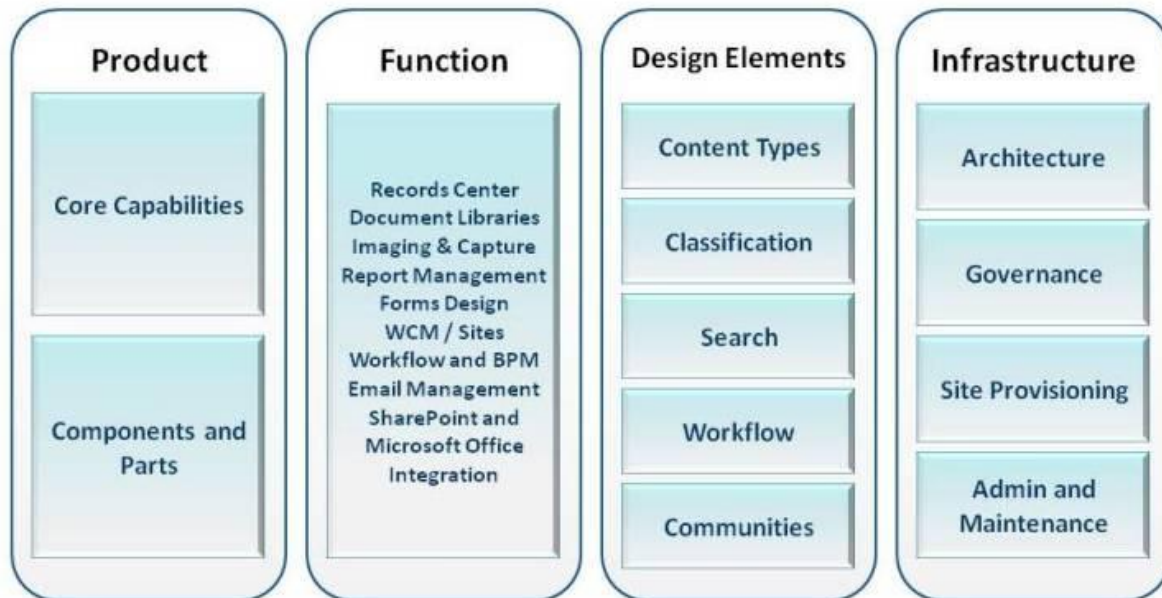 Product
Core Capabilities
Components and
Parts
Function
Records Center
Document Libraries
Imaging & Capture
Report Management
Forms Design
WCM / Sites
Workflow and BPM
Email Management
SharePoint and
Microsoft Office
Integration
Design Elements
Content Types
Classification
Search
Workflow
Communities
Infrastructure
Architecture
Governance
Site Provisioning
Admin and
Maintenance